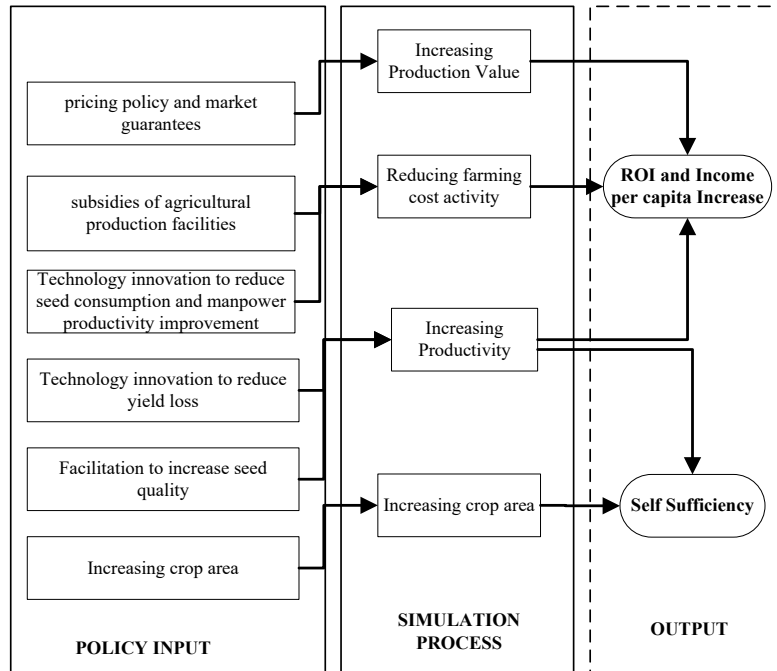 pricing policy and market
guarantees
subsidies of agricultural
production facilities
Technology innovation to reduce
seed consumption and manpower
productivity improvement
Technology innovation to reduce
yield loss
Facilitation to increase seed
quality
Increasing crop area
POLICY INPUT
Increasing
Production Value
Reducing farming
cost activity
Increasing
Productivity
Increasing crop area
SIMULATION
PROCESS
ROI and Income
per capita Increase
Self Sufficiency
OUTPUT